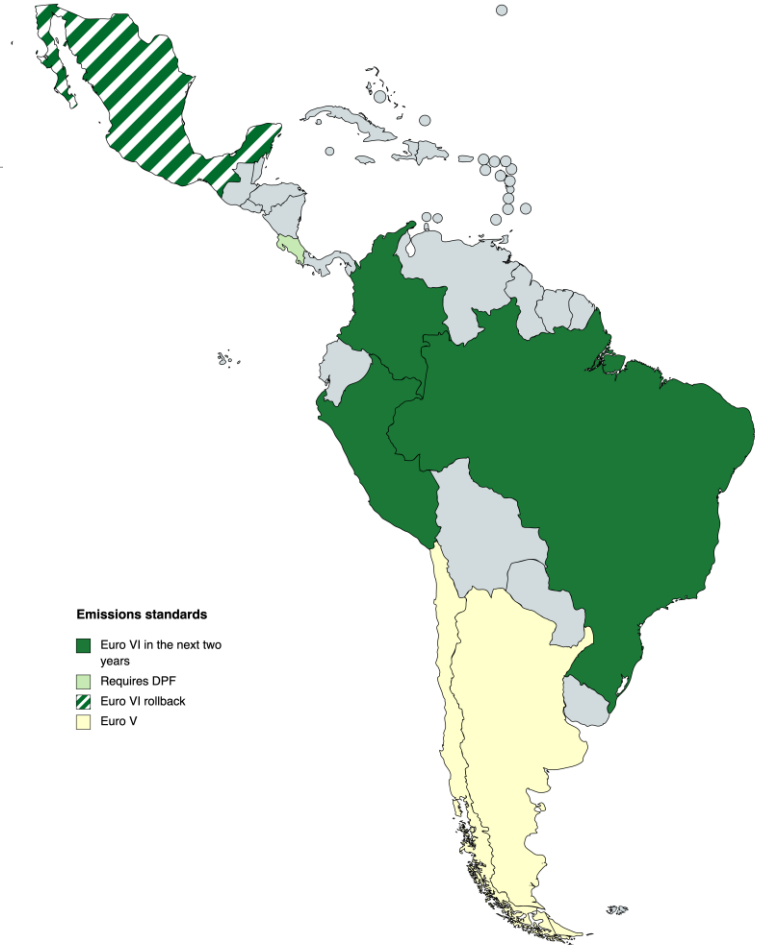 Emissions standards
Euro VI in the next two
years
Requires DPF
Euro VI rollback
Euro V